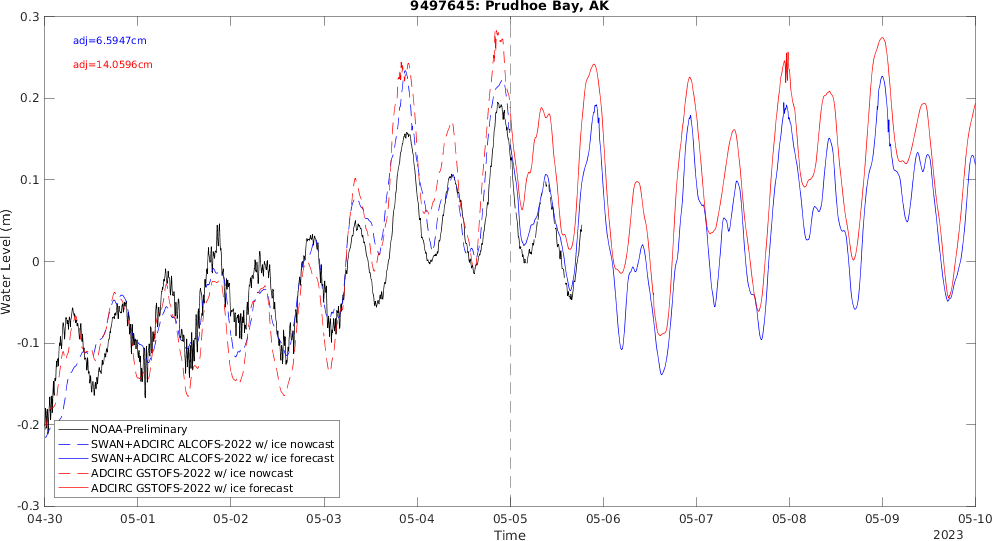 9497645: Prudhoe Bay, AK
0.3
adj=6.5947cm
adj=14.0596cm
0.2
0.1
0
-0.1
-0.2
-0.3
Water Level (m)
NOAA-Preliminary
SWAN+ADCIRC ALCOFS-2022 w/ ice nowcast
SWAN+ADCIRC ALCOFS-2022 w/ ice forecast
ADCIRC GSTOFS-2022 w/ ice nowcast
ADCIRC GSTOFS-2022 w/ ice forecast
04-30 05-01 05-02 05-03 05-04 05-05 05-06 05-07 05-08 05-09 05-10
Time
2023